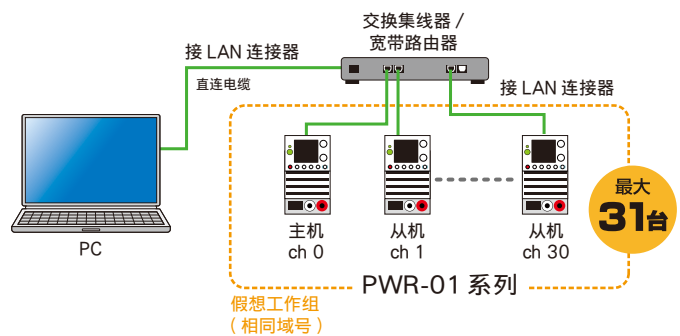 交换集线器 /
宽带路由器
接 LAN 连接器
直连电缆
接 LAN 连接器
PC
主机
ch 0
从机
ch 1
从机
ch 30
最大
31台
PWR-01 系列
假想工作组
( 相同域号 )